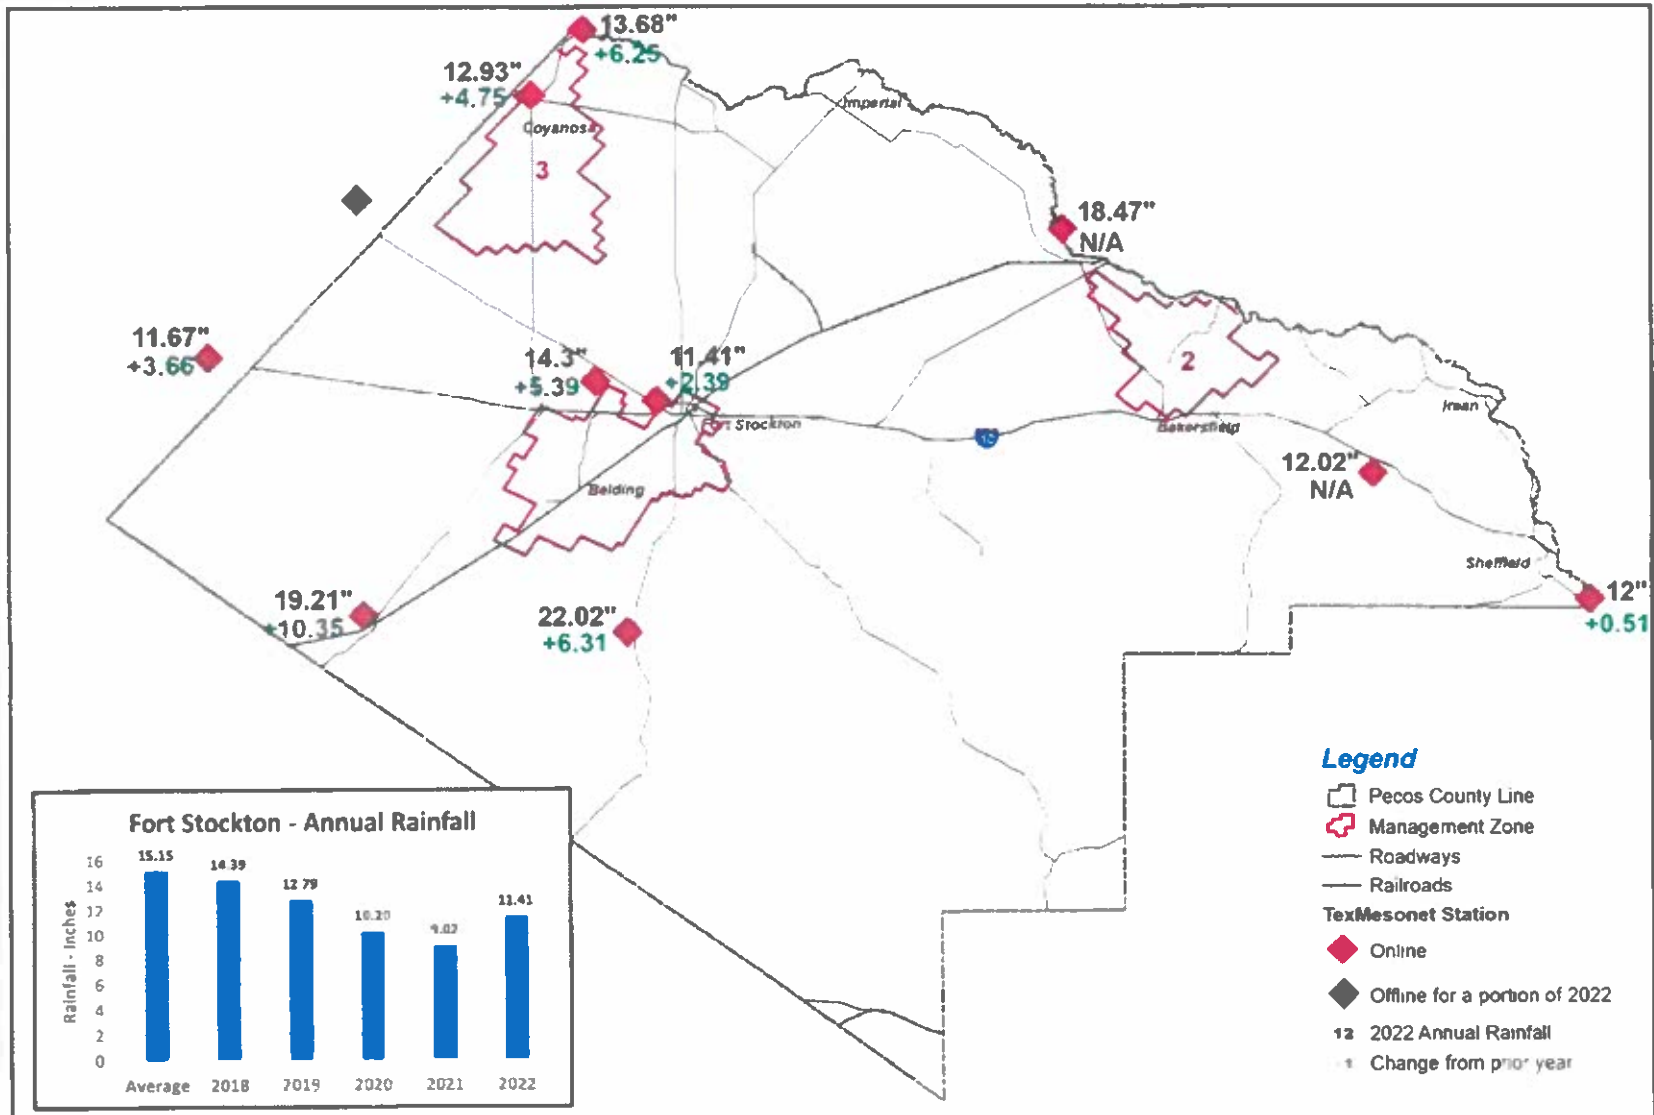 13.68"
+6.25
12.93"
+4.75
Imperial
Coyanosa
3
18.47"
N/A
11.67"
+3.66
14.3"
+5.39
11.41"
+2.39
2
Iraan
Fort Stockton
10
Bakersfield
12.02"
N/A
Belding
Sheffield
12"
+0.51
19.21"
+10.35
22.02"
+6.31
Legend
Pecos County Line
Management Zone
Roadways
Railroads
TexMesonet Station
Online
Offline for a portion of 2022
12 2022 Annual Rainfall
1 Change from prior year
Fort Stockton - Annual Rainfall
Rainfall - Inches
16
14
12
10
8
6
4
2
0
15.15
14.39
12.79
10.20
9.02
11.41
Average 2018 2019 2020 2021 2022